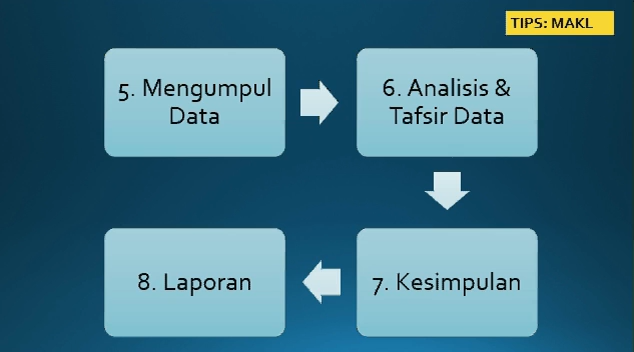 TIPS: MAKL
5. Mengumpul
Data
6. Analisis &
Tafsir Data
7. Kesimpulan
8. Laporan